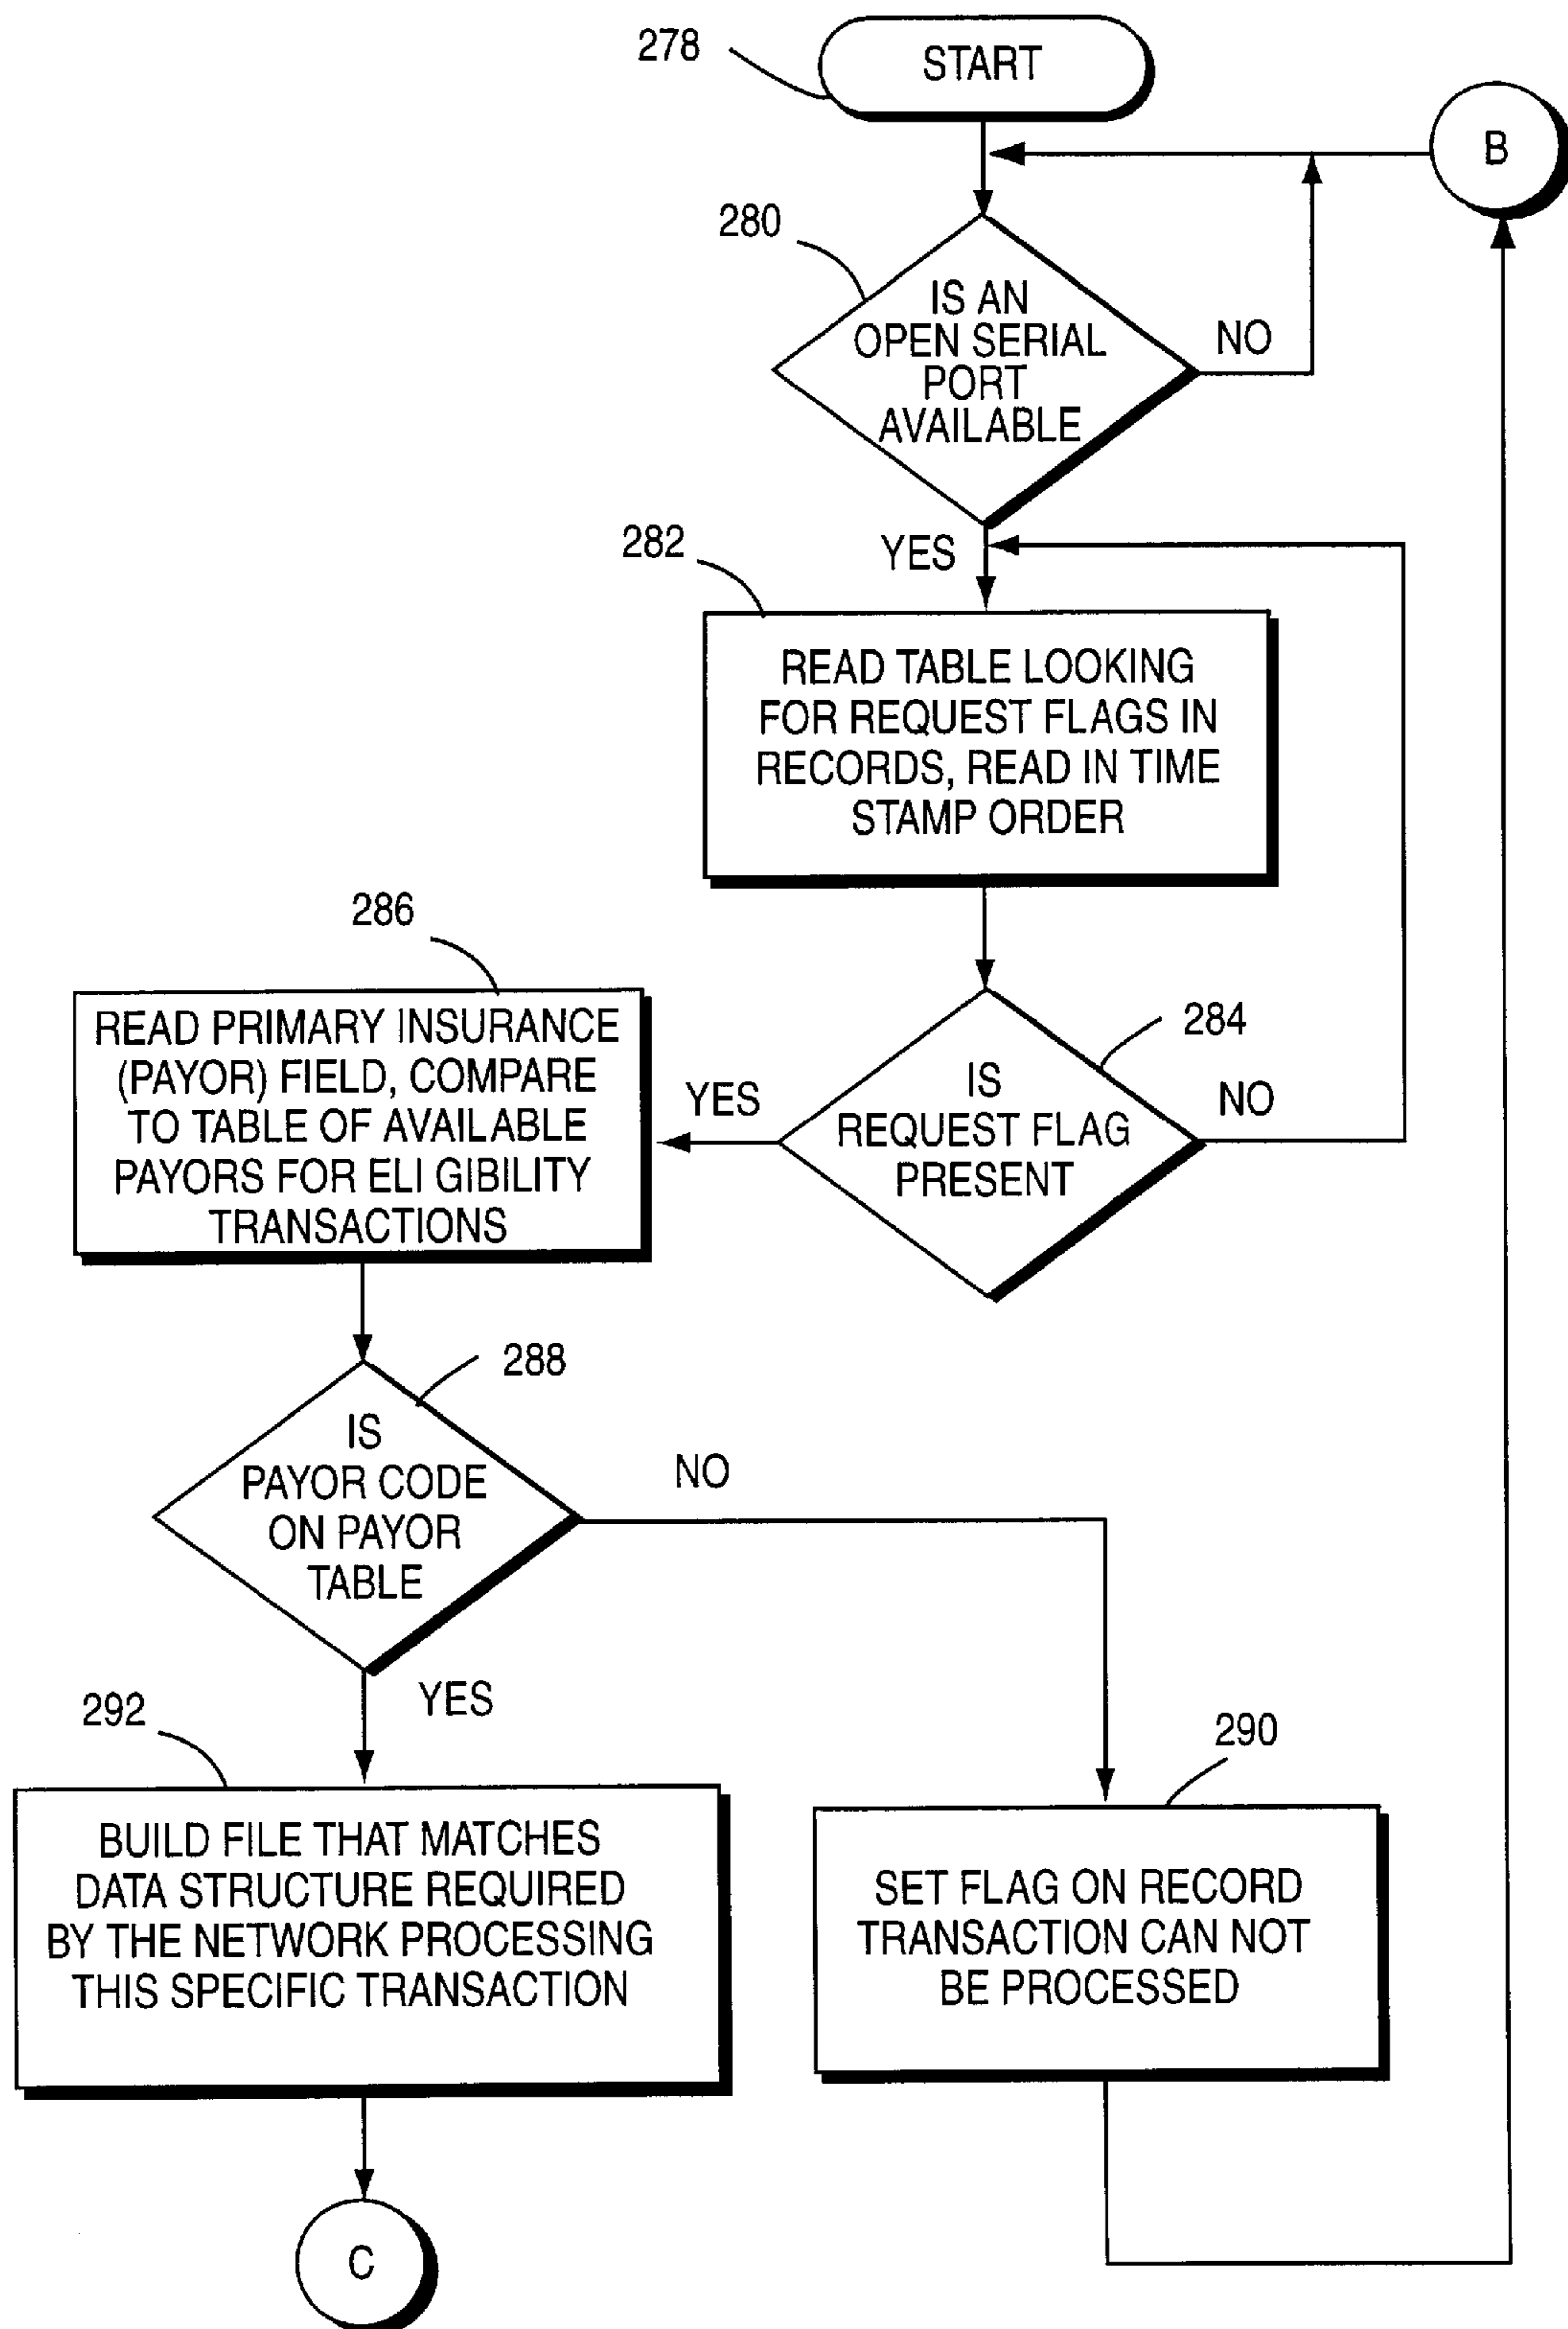 278
START
B
280
IS AN
OPEN SERIAL
PORT
AVAILABLE
NO
YES
282
READ TABLE LOOKING
FOR REQUEST FLAGS IN
RECORDS, READ IN TIME
STAMP ORDER
284
IS
REQUEST FLAG
PRESENT
NO
YES
286
READ PRIMARY INSURANCE
(PAYOR) FIELD, COMPARE
TO TABLE OF AVAILABLE
PAYORS FOR ELI GIBILITY
TRANSACTIONS
288
IS
PAYOR CODE
ON PAYOR
TABLE
NO
YES
292
BUILD FILE THAT MATCHES
DATA STRUCTURE REQUIRED
BY THE NETWORK PROCESSING
THIS SPECIFIC TRANSACTION
290
SET FLAG ON RECORD
TRANSACTION CAN NOT
BE PROCESSED
C